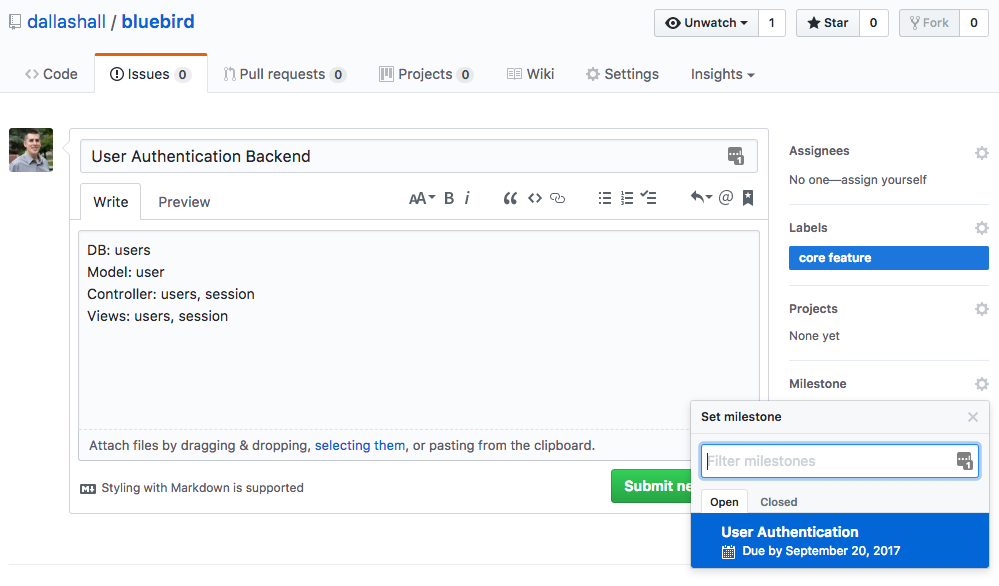 dallashall / bluebird
Unwatch 1 Star 0 Fork 0
Code Issues 0 Pull requests 0 Projects 0 Wiki Settings Insights
User Authentication Backend
Write Preview AA B i @
DB: users
Model: user
Controller: users, session
Views: users, session
Attach files by dragging & dropping, selecting them, or pasting from the clipboard.
Styling with Markdown is supported
Submit ne
Assignees
No one—assign yourself
Labels
core feature
Projects
None yet
Milestone
Set milestone
Filter milestones
Open Closed
User Authentication
Due by September 20, 2017